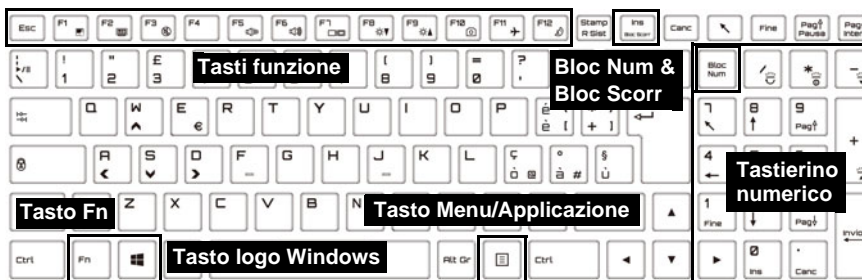 Esc F1 F2 F3 F4 F5 F6 F7 F8 F9 F10 F11 F12 Stamp R Sist Ins Bloc Scorr Canc Fine Pag Pausa Pag Interr
! 1 " 2 £ 3 Tasti funzione ( 8 ) 9 = 0 ? ' Bloc Num & Bloc Scorr Bloc Num / * -
Q W E € R T Y U I O P é è [ * + ] 7 8 9 Pag +
A S D F G H J K L ç ò @ ° à # § ù 4 Tastierino numerico
Tasto Fn Z X C V B N Tasto Menu/Applicazione 1 Fine Pag Invio
Ctrl Fn Tasto logo Windows Alt Gr Ctrl 0 Ins . Canc